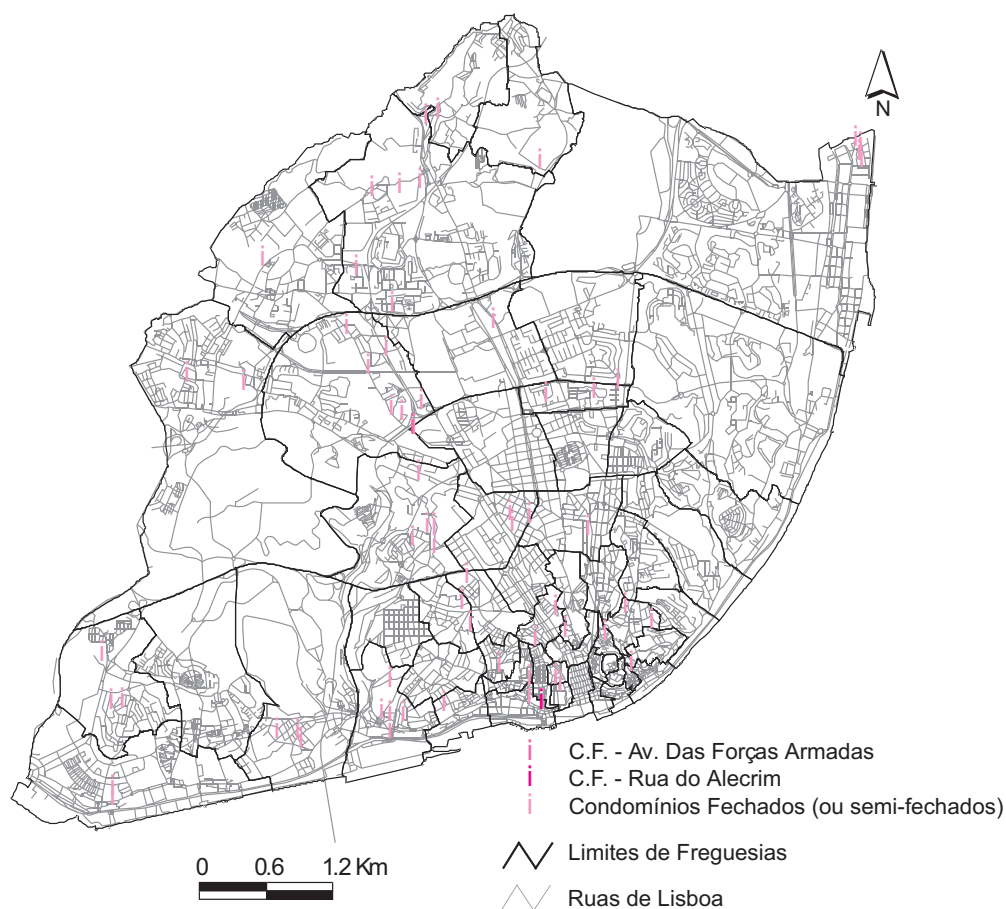 N
C.F. - Av. Das Forças Armadas
C.F. - Rua do Alecrim
Condomínios Fechados (ou semi-fechados)
Limites de Freguesias
Ruas de Lisboa
0 0.6 1.2 Km